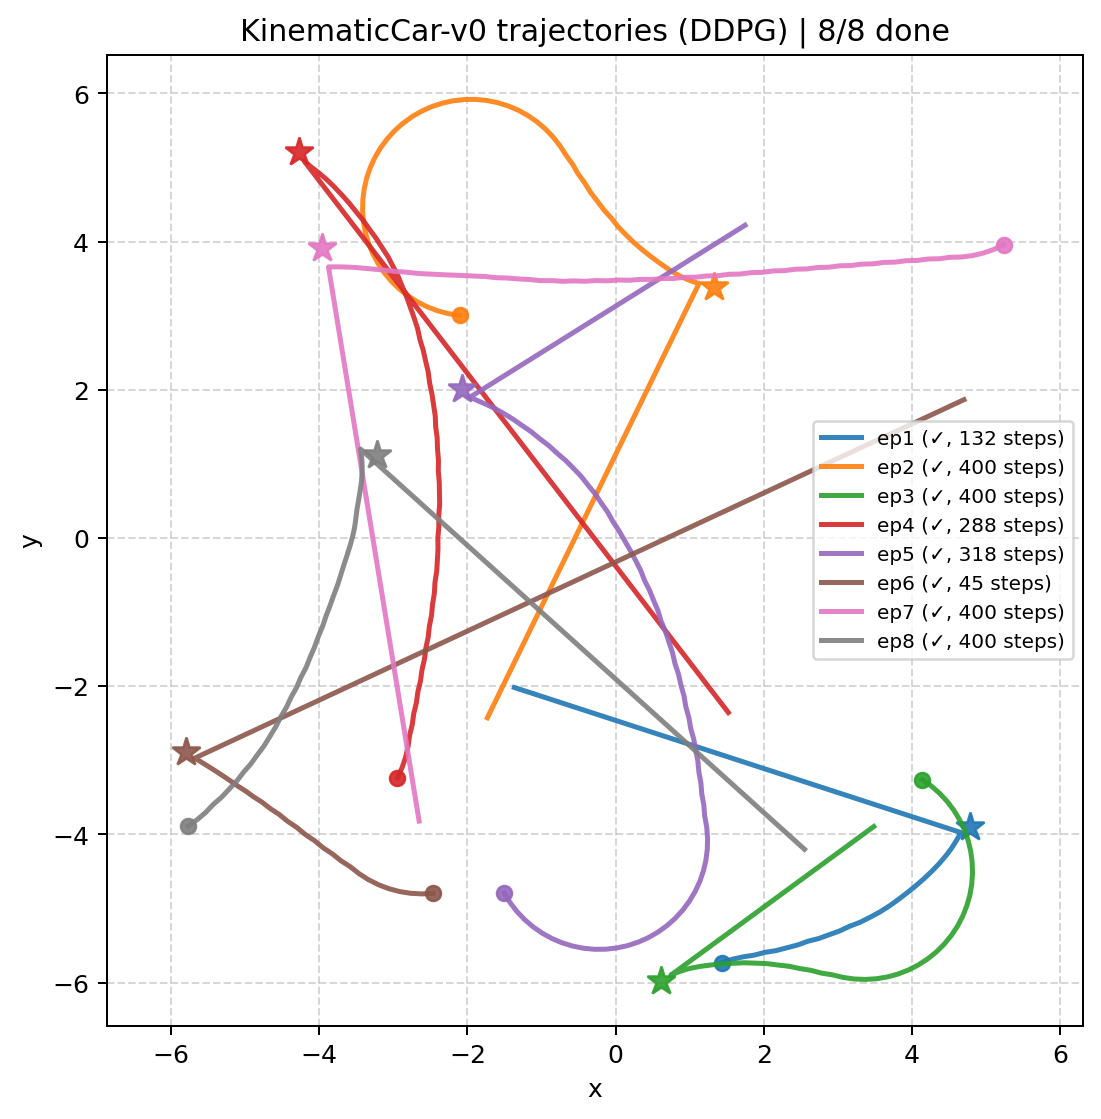 KinematicCar-v0 trajectories (DDPG) | 8/8 done
6
4
2
0
−2
−4
−6
y
ep1 (✓, 132 steps)
ep2 (✓, 400 steps)
ep3 (✓, 400 steps)
ep4 (✓, 288 steps)
ep5 (✓, 318 steps)
ep6 (✓, 45 steps)
ep7 (✓, 400 steps)
ep8 (✓, 400 steps)
−6 −4 −2 0 2 4 6
x